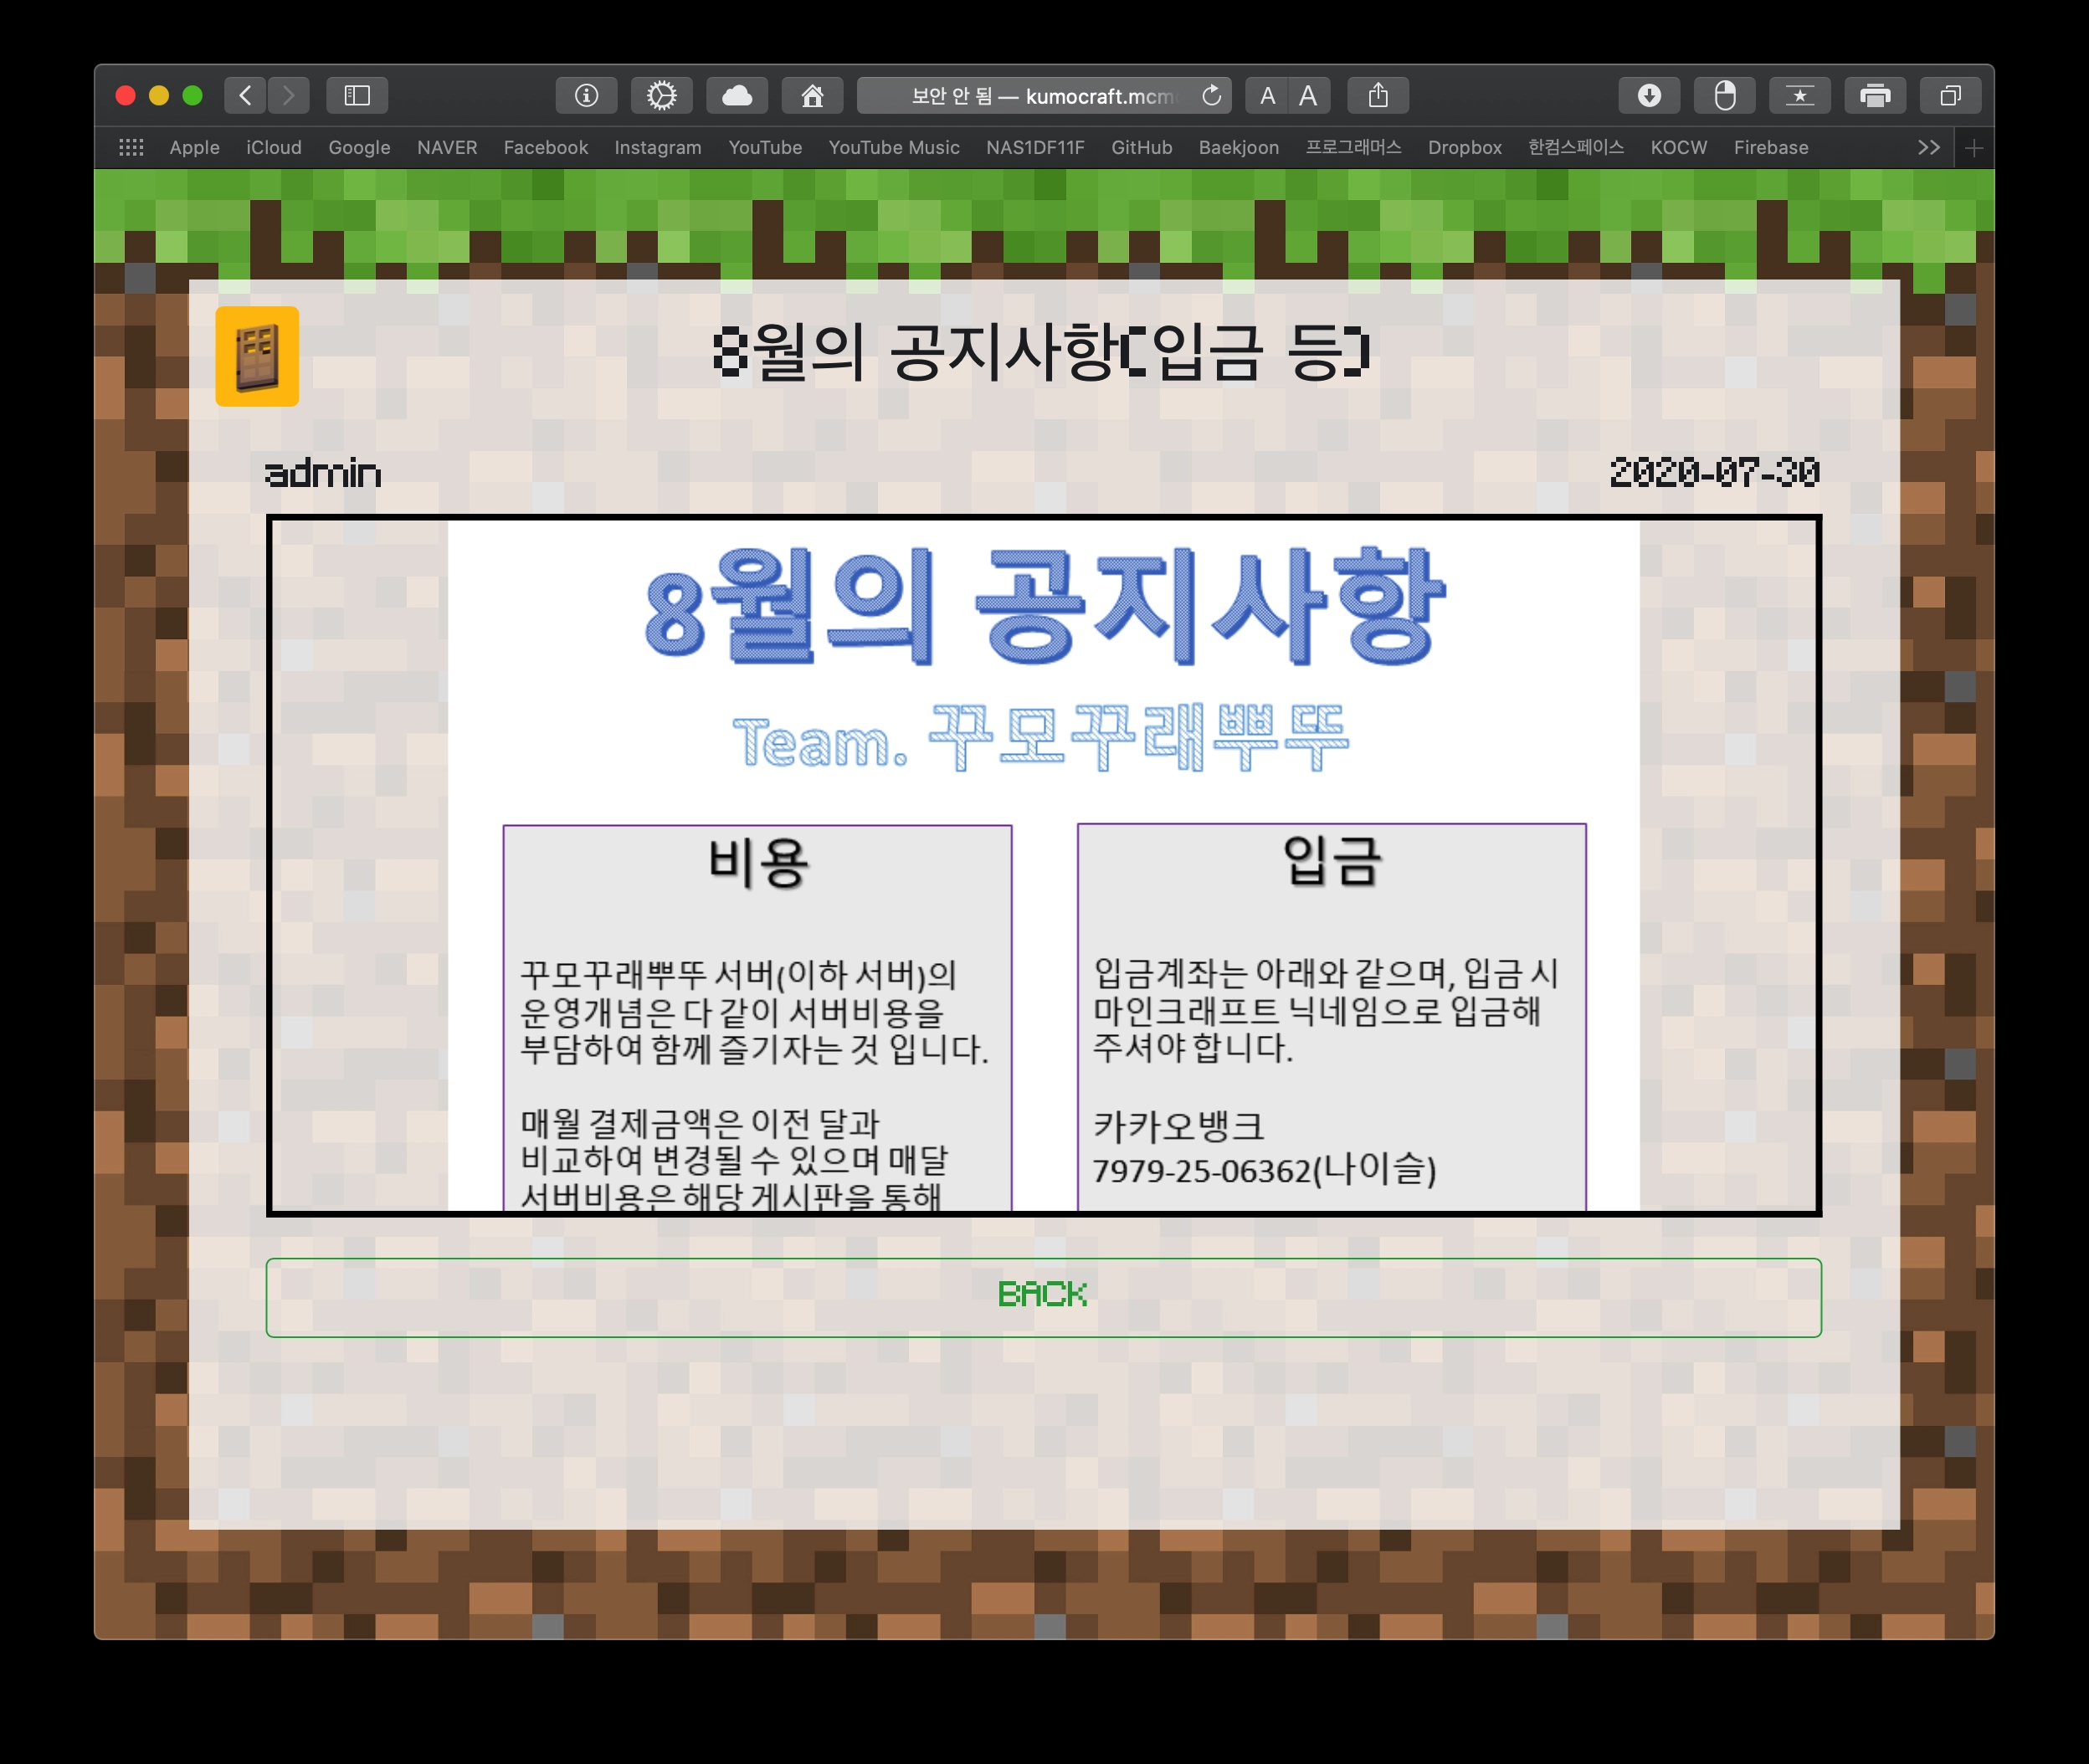 보안 안 됨 — kumocraft.mcm
A A
Apple iCloud Google NAVER Facebook Instagram YouTube YouTube Music NAS1DF11F GitHub Baekjoon 프로그래머스 Dropbox 한컴스페이스 KOCW Firebase
8월의 공지사항[입금 등]
admin 2020-07-30
8월의 공지사항
Team. 꾸모꾸래뿌뚜
비용
꾸모꾸래뿌뚜 서버(이하 서버)의
운영개념은 다 같이 서버비용을
부담하여 함께 즐기자는 것 입니다.
매월 결제금액은 이전 달과
비교하여 변경될 수 있으며 매달
서버비용은 해당 게시판을 통해
입금
입금계좌는 아래와 같으며, 입금 시
마인크래프트 닉네임으로 입금해
주셔야 합니다.
카카오뱅크
7979-25-06362(나이슬)
BACK